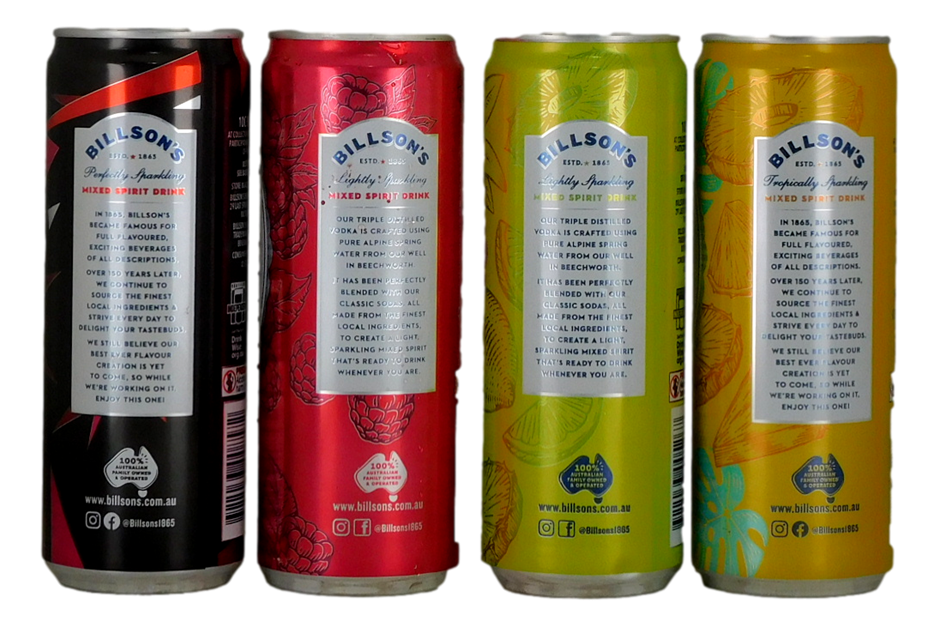 BILLSON'S
ESTD. ★ 1865
Perfectly Sparkling
MIXED SPIRIT DRINK
IN 1865, BILLSON'S
BECAME FAMOUS FOR
FULL FLAVOURED,
EXCITING BEVERAGES
OF ALL DESCRIPTIONS.
OVER 150 YEARS LATER,
WE CONTINUE TO
SOURCE THE FINEST
LOCAL INGREDIENTS &
STRIVE EVERY DAY TO
DELIGHT YOUR TASTEBUDS.
WE STILL BELIEVE OUR
BEST EVER FLAVOUR
CREATION IS YET
TO COME, SO WHILE
WE'RE WORKING ON IT,
ENJOY THIS ONE!
100%
AUSTRALIAN
FAMILY OWNED
& OPERATED
www.billsons.com.au
@Billsons1865
BILLSON'S
ESTD. ★ 1865
Lightly Sparkling
MIXED SPIRIT DRINK
OUR TRIPLE DISTILLED
VODKA IS CRAFTED USING
PURE ALPINE SPRING
WATER FROM OUR WELL
IN BEECHWORTH.
IT HAS BEEN PERFECTLY
BLENDED WITH OUR
CLASSIC SODAS, ALL
MADE FROM THE FINEST
LOCAL INGREDIENTS,
TO CREATE A LIGHT,
SPARKLING MIXED SPIRIT
THAT'S READY TO DRINK
WHENEVER YOU ARE.
100%
AUSTRALIAN
FAMILY OWNED
& OPERATED
www.billsons.com.au
@Billsons1865
BILLSON'S
ESTD. ★ 1865
Lightly Sparkling
MIXED SPIRIT DRINK
OUR TRIPLE DISTILLED
VODKA IS CRAFTED USING
PURE ALPINE SPRING
WATER FROM OUR WELL
IN BEECHWORTH.
IT HAS BEEN PERFECTLY
BLENDED WITH OUR
CLASSIC SODAS, ALL
MADE FROM THE FINEST
LOCAL INGREDIENTS,
TO CREATE A LIGHT,
SPARKLING MIXED SPIRIT
THAT'S READY TO DRINK
WHENEVER YOU ARE.
100%
AUSTRALIAN
FAMILY OWNED
& OPERATED
www.billsons.com.au
@Billsons1865
BILLSON'S
ESTD. ★ 1865
Tropically Sparkling
MIXED SPIRIT DRINK
IN 1865, BILLSON'S
BECAME FAMOUS FOR
FULL FLAVOURED,
EXCITING BEVERAGES
OF ALL DESCRIPTIONS.
OVER 150 YEARS LATER,
WE CONTINUE TO
SOURCE THE FINEST
LOCAL INGREDIENTS &
STRIVE EVERY DAY TO
DELIGHT YOUR TASTEBUDS.
WE STILL BELIEVE OUR
BEST EVER FLAVOUR
CREATION IS YET
TO COME, SO WHILE
WE'RE WORKING ON IT,
ENJOY THIS ONE!
100%
AUSTRALIAN
FAMILY OWNED
& OPERATED
www.billsons.com.au
@Billsons1865